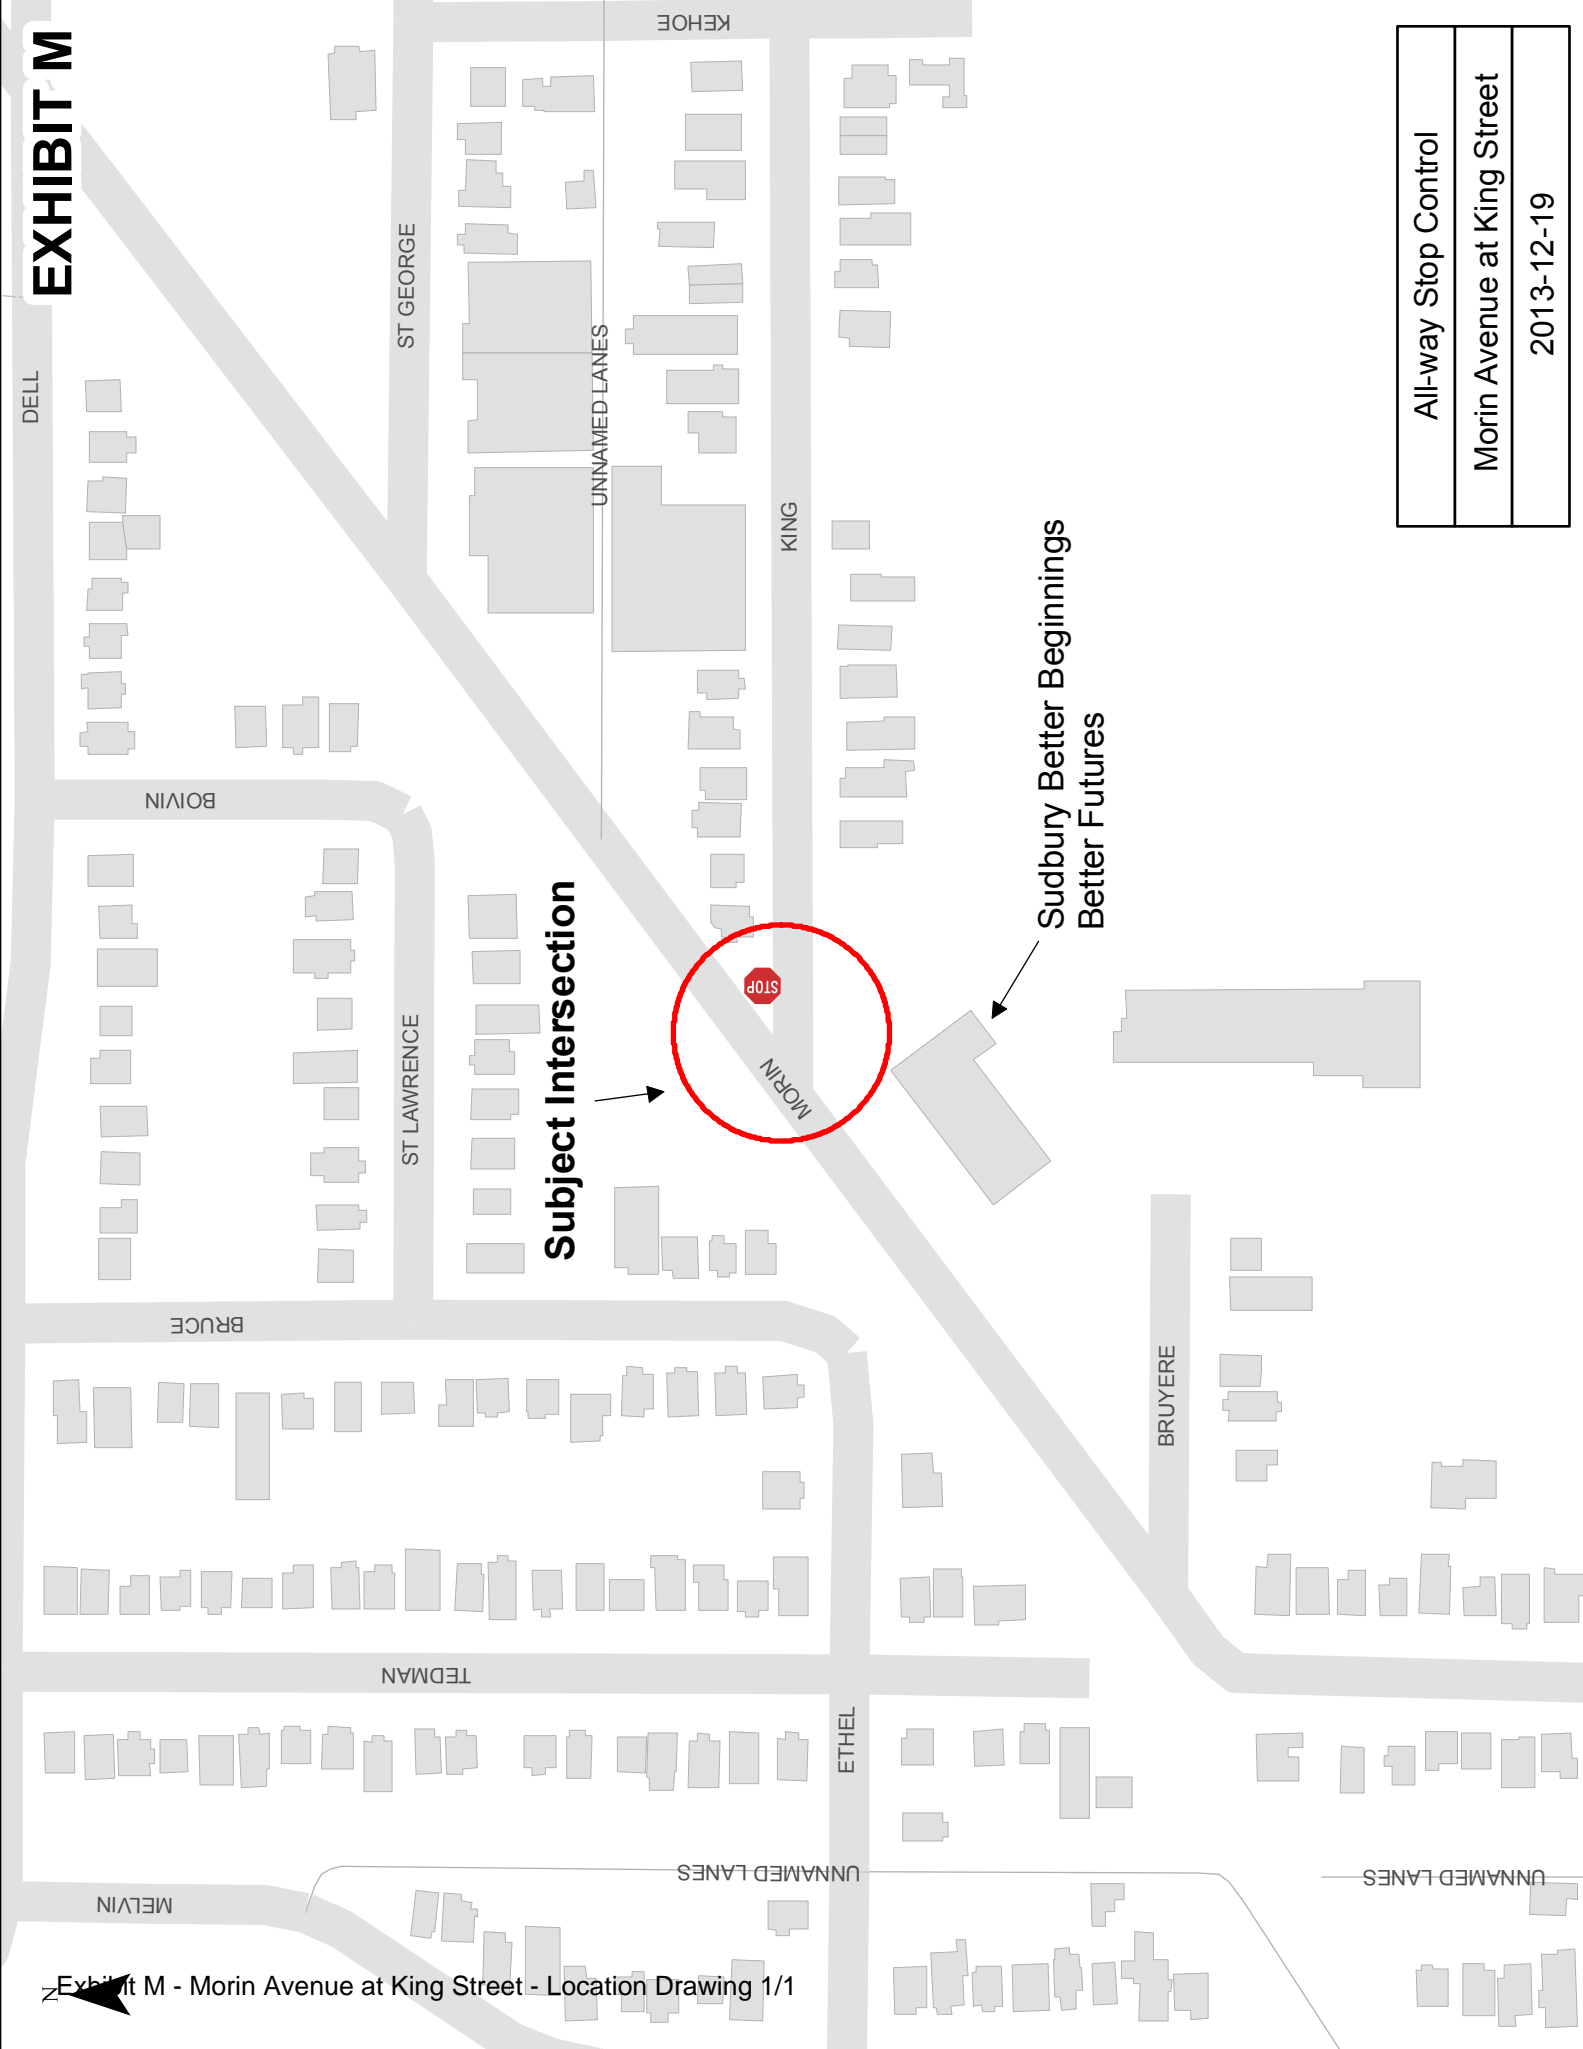 EXHIBIT M
DELL
KEHOE
ST GEORGE
UNNAMED LANES
KING
BOIVIN
ST LAWRENCE
Subject Intersection
STOP
MORIN
Sudbury Better Beginnings
Better Futures
BRUCE
BRUYERE
TEDMAN
ETHEL
MELVIN
UNNAMED LANES
UNNAMED LANES
All-way Stop Control
Morin Avenue at King Street
2013-12-19
N
Exhibit M - Morin Avenue at King Street - Location Drawing 1/1